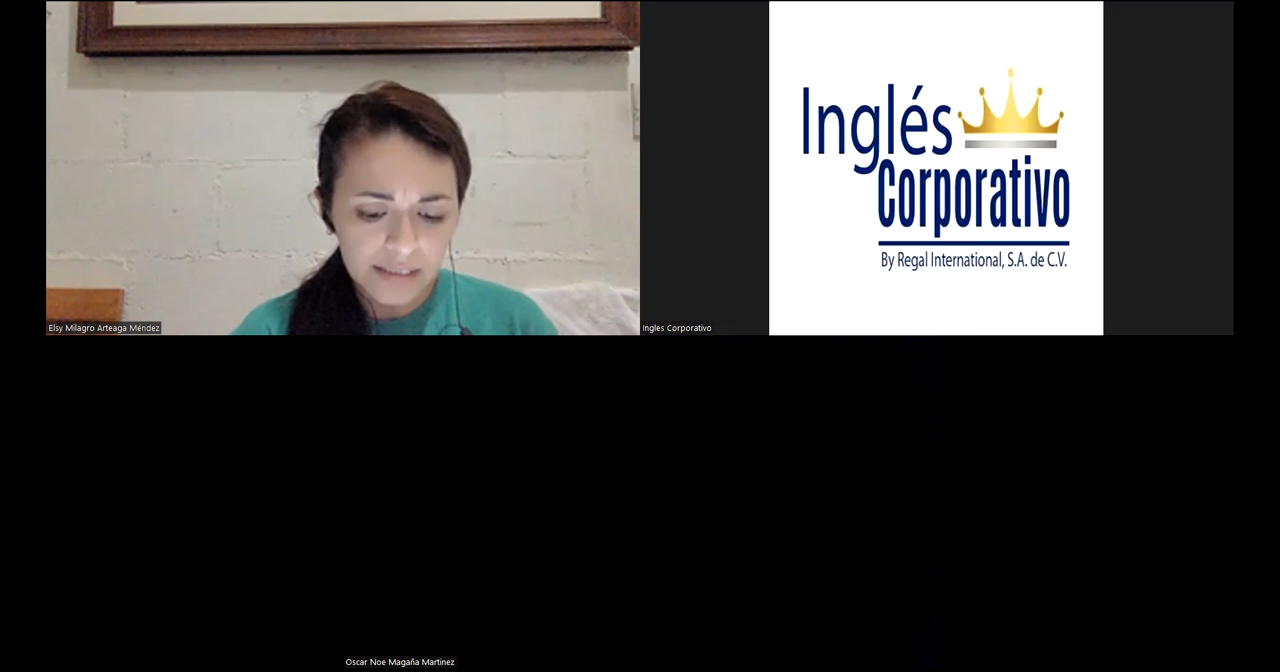 Inglés
Corporativo
By Regal International, S.A. de C.V.
Elsy Milagro Arteaga Méndez
Ingles Corporativo
Oscar Noe Magaña Martinez